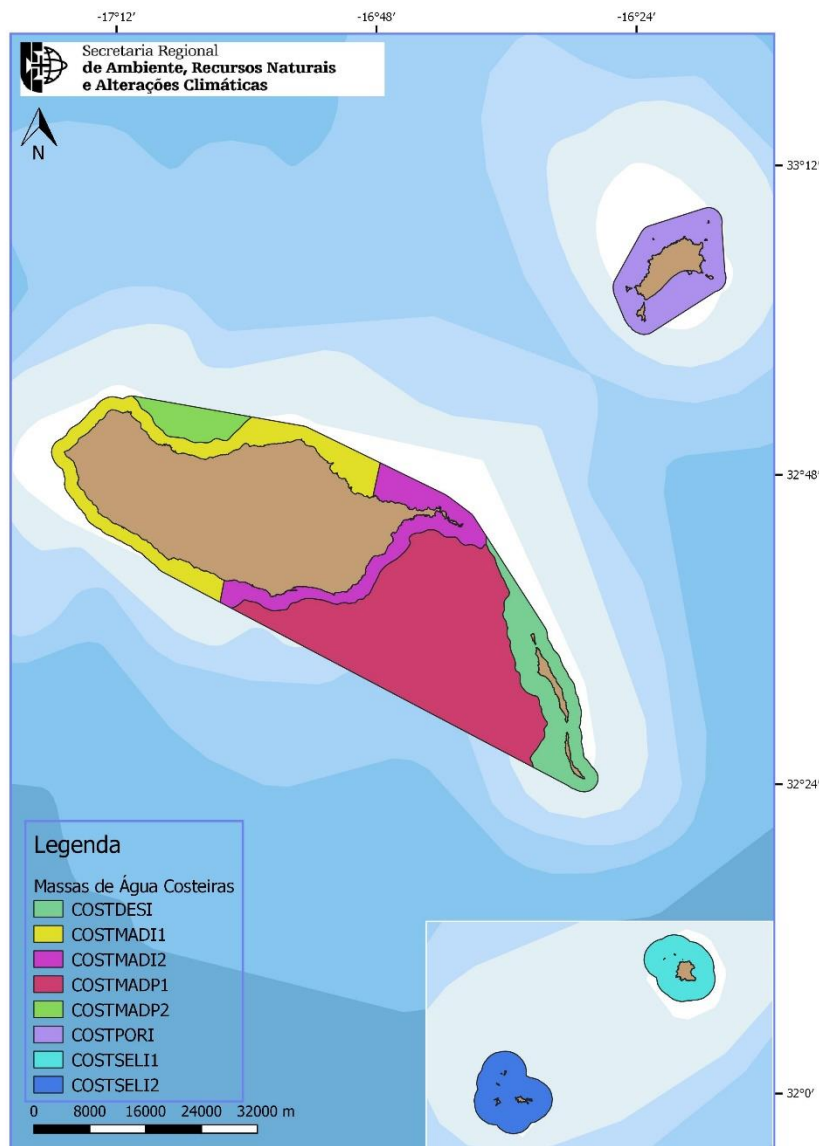 -17°12'
-16°48'
-16°24'
Secretaria Regional
de Ambiente, Recursos Naturais
e Alterações Climáticas
N
33°12'
32°48'
32°24'
32°0'
Legenda
Massas de Água Costeiras
COSTDESI
COSTMADI1
COSTMADI2
COSTMADP1
COSTMADP2
COSTPORI
COSTSELI1
COSTSELI2
0 8000 16000 24000 32000 m